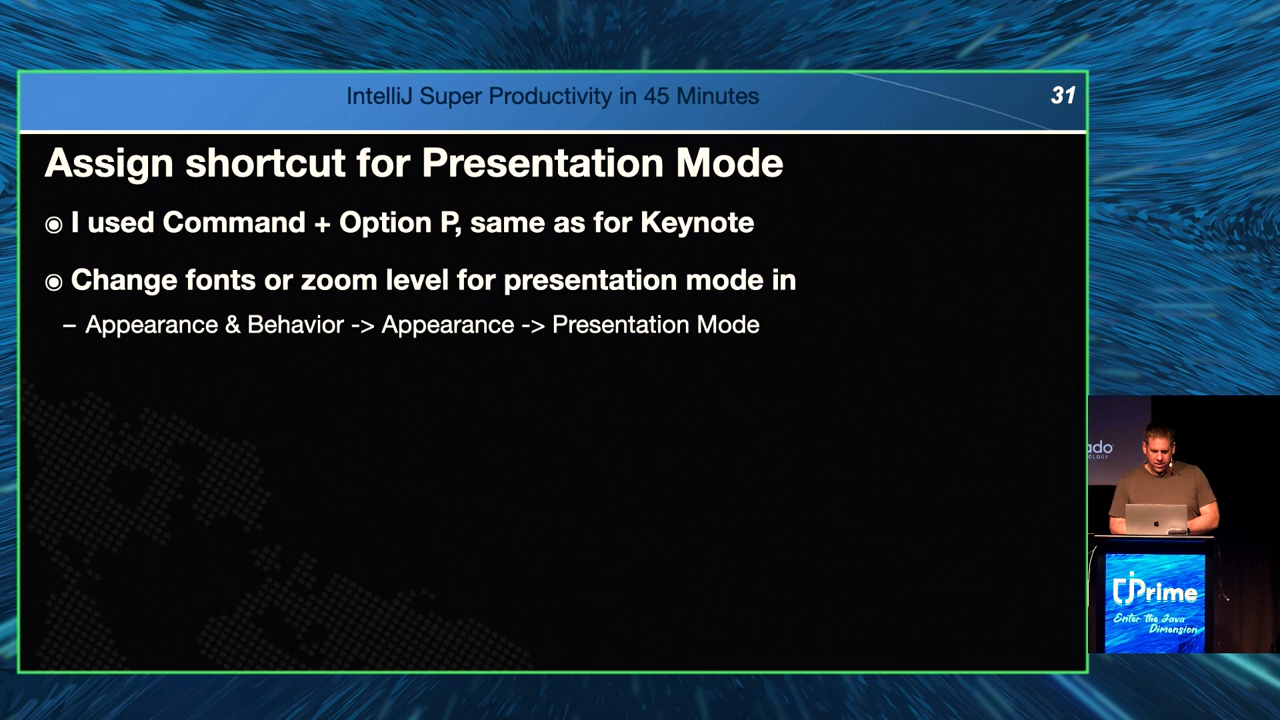 IntelliJ Super Productivity in 45 Minutes
31
Assign shortcut for Presentation Mode
◉ I used Command + Option P, same as for Keynote
◉ Change fonts or zoom level for presentation mode in
– Appearance & Behavior -> Appearance -> Presentation Mode
ado
OLOGY
jPrime
Enter the Java
Dimension